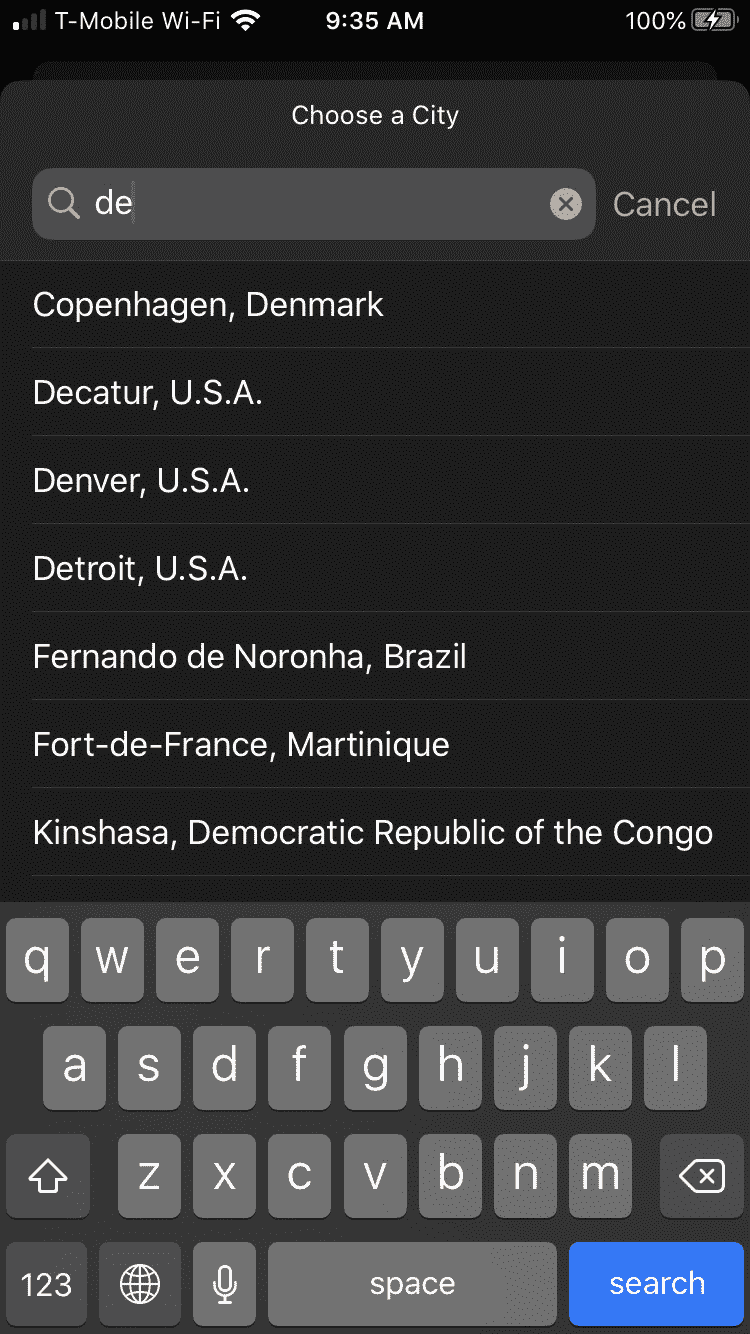 T-Mobile Wi-Fi 9:35 AM 100%
Choose a City
de Cancel
Copenhagen, Denmark
Decatur, U.S.A.
Denver, U.S.A.
Detroit, U.S.A.
Fernando de Noronha, Brazil
Fort-de-France, Martinique
Kinshasa, Democratic Republic of the Congo
q w e r t y u i o p
a s d f g h j k l
z x c v b n m
123 space search